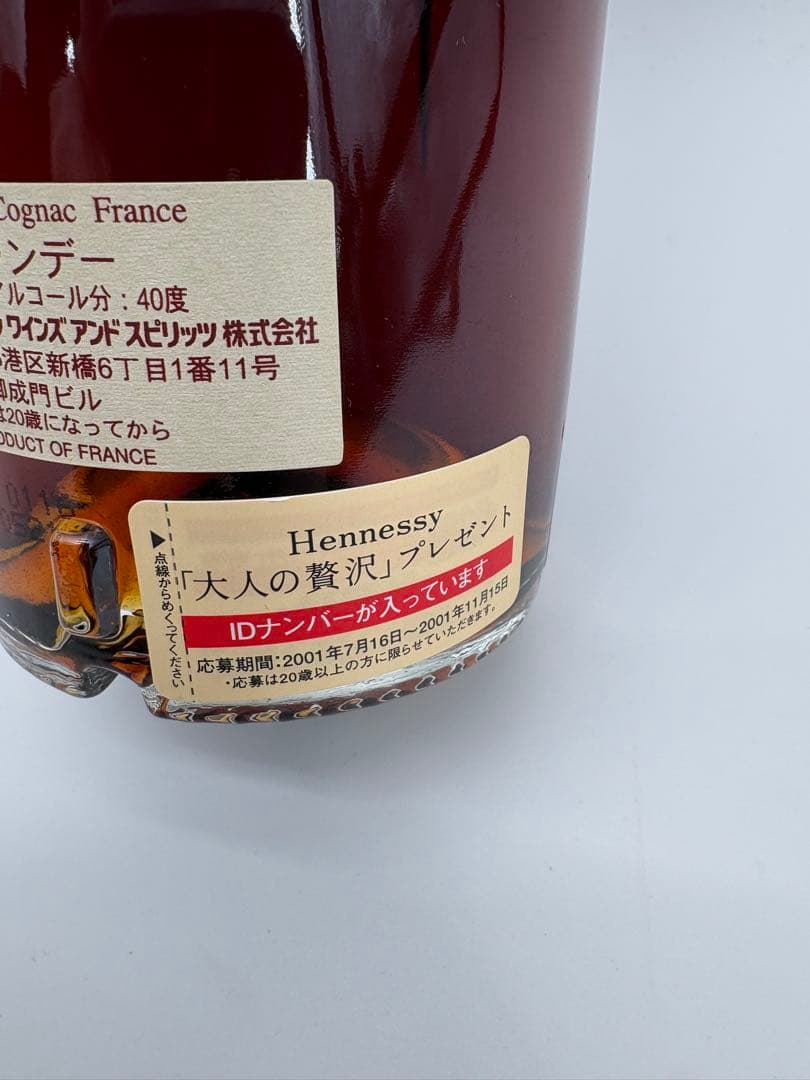 Cognac France
ンデー
アルコール分：40度
ワインズ アンド スピリッツ 株式会社
港区新橋6丁目1番11号
御成門ビル
は20歳になってから
ODUCT OF FRANCE
011
▶点線からめくってください
Hennessy
「大人の贅沢」プレゼント
IDナンバーが入っています
応募期間：2001年7月16日〜2001年11月15日
・応募は20歳以上の方に限らせていただきます。